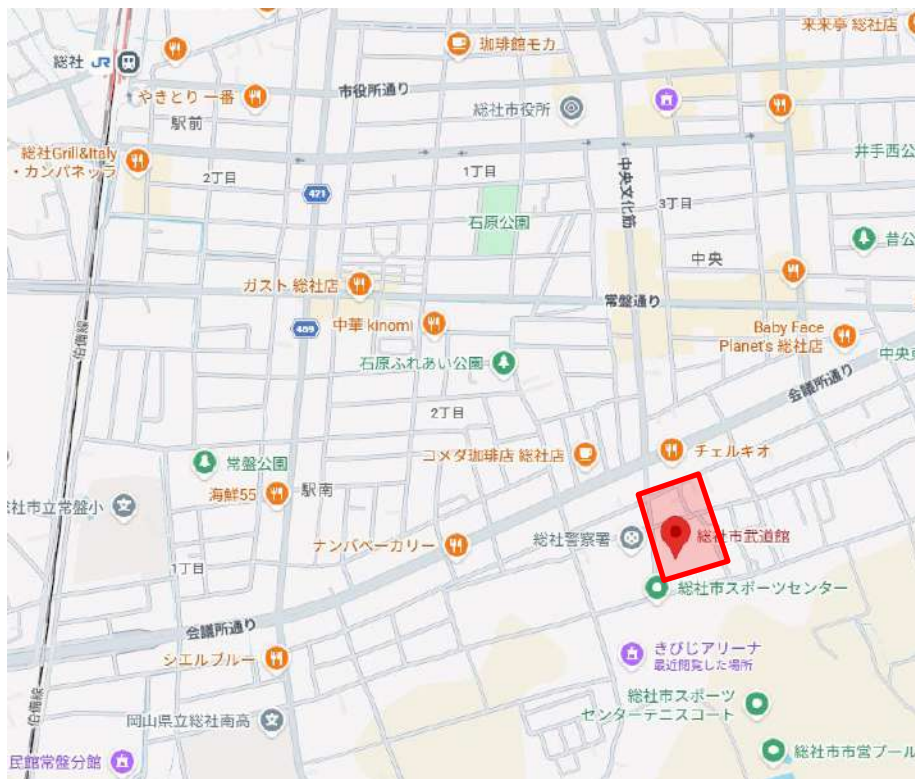 来来亭 総社店
珈琲館モカ
総社 JR
市役所通り
やきとり 一番
総社市役所
駅前
総社Grill&Italy
・カンパネッラ
1丁目
井手西公
2丁目
中央文化筋
421
3丁目
石原公園
昔公
中央
ガスト 総社店
常盤通り
469
中華 kinomi
伯備線
Baby Face
Planet's 総社店
石原ふれあい公園
中央東
会議所通り
2丁目
チェルキオ
コメダ珈琲店 総社店
常盤公園
海鮮55
駅南
総社市立常盤小
総社警察署
総社市武道館
ナンバベーカリー
1丁目
総社市スポーツセンター
会議所通り
シエルブルー
きびじアリーナ
最近閲覧した場所
伯備線
総社市スポーツ
センターテニスコート
岡山県立総社南高
民館常盤分館
総社市市営プール